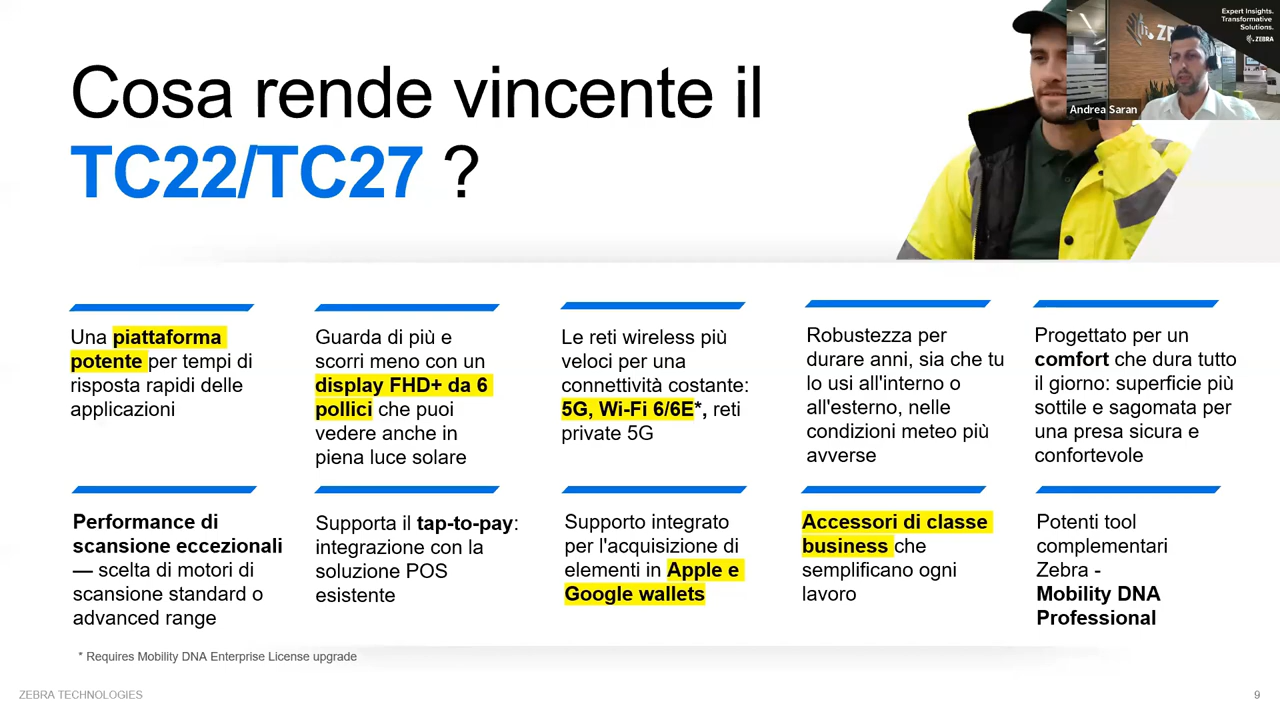 Cosa rende vincente il
TC22/TC27 ?
Expert Insights.
Transformative
Solutions.
ZEBRA
ZE
Andrea Saran
Una piattaforma
potente per tempi di
risposta rapidi delle
applicazioni
Guarda di più e
scorri meno con un
display FHD+ da 6
pollici che puoi
vedere anche in
piena luce solare
Le reti wireless più
veloci per una
connettività costante:
5G, Wi-Fi 6/6E*, reti
private 5G
Robustezza per
durare anni, sia che tu
lo usi all'interno o
all'esterno, nelle
condizioni meteo più
avverse
Progettato per un
comfort che dura tutto
il giorno: superficie più
sottile e sagomata per
una presa sicura e
confortevole
Performance di
scansione eccezionali
— scelta di motori di
scansione standard o
advanced range
Supporta il tap-to-pay:
integrazione con la
soluzione POS
esistente
Supporto integrato
per l'acquisizione di
elementi in Apple e
Google wallets
Accessori di classe
business che
semplificano ogni
lavoro
Potenti tool
complementari
Zebra -
Mobility DNA
Professional
* Requires Mobility DNA Enterprise License upgrade
ZEBRA TECHNOLOGIES
9